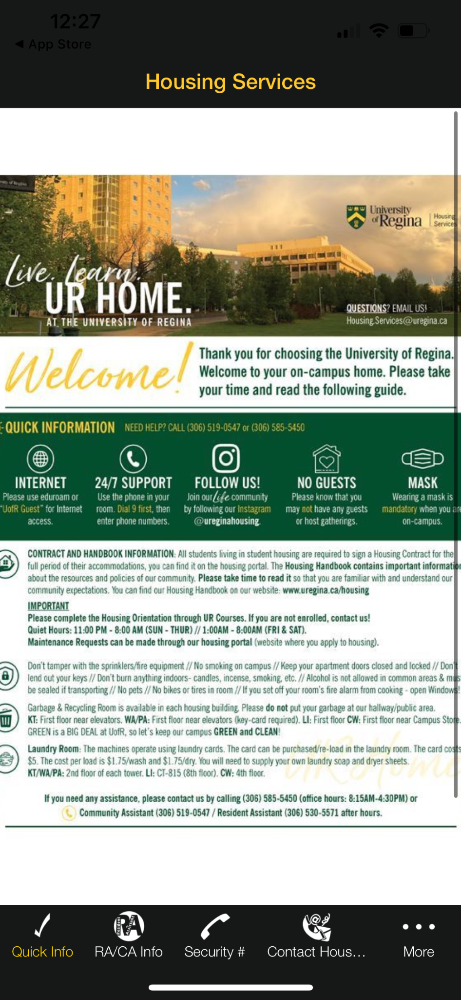 12:27
◀ App Store
Housing Services
University
of Regina
Housing
Services
Live. Learn.
UR HOME.
AT THE UNIVERSITY OF REGINA
QUESTIONS? EMAIL US!
Housing.Services@uregina.ca
Welcome!
Thank you for choosing the University of Regina.
Welcome to your on-campus home. Please take
your time and read the following guide.
QUICK INFORMATION NEED HELP? CALL (306) 519-0547 or (306) 585-5450
INTERNET
Please use eduroam or
"UofR Guest" for Internet
access.
24/7 SUPPORT
Use the phone in your
room. Dial 9 first, then
enter phone numbers.
FOLLOW US!
Join our Life community
by following our Instagram
@ureginahousing.
NO GUESTS
Please know that you
may not have any guests
or host gatherings.
MASK
Wearing a mask is
mandatory when you are
on-campus.
CONTRACT AND HANDBOOK INFORMATION: All students living in student housing are required to sign a Housing Contract for the
full period of their accommodations, you can find it on the housing portal. The Housing Handbook contains important information
about the resources and policies of our community. Please take time to read it so that you are familiar with and understand our
community expectations. You can find our Housing Handbook on our website: www.uregina.ca/housing
IMPORTANT
Please complete the Housing Orientation through UR Courses. If you are not enrolled, contact us!
Quiet Hours: 11:00 PM - 8:00 AM (SUN - THUR) // 1:00AM - 8:00AM (FRI & SAT).
Maintenance Requests can be made through our housing portal (website where you apply to housing).
Don't tamper with the sprinklers/fire equipment // No smoking on campus // Keep your apartment doors closed and locked // Don't
lend out your keys // Don't burn anything indoors- candles, incense, smoking, etc. // Alcohol is not allowed in common areas & mus
be sealed if transporting // No pets // No bikes or tires in room // If you set off your room's fire alarm from cooking - open Windows!
Garbage & Recycling Room is available in each housing building. Please do not put your garbage at our hallway/public area.
KT: First floor near elevators. WA/PA: First floor near elevators (key-card required). LI: First floor CW: First floor near Campus Store.
GREEN is a BIG DEAL at UofR, so let's keep our campus GREEN and CLEAN!
Laundry Room: The machines operate using laundry cards. The card can be purchased/re-load in the laundry room. The card costs
$5. The cost per load is $1.75/wash and $1.75/dry. You will need to supply your own laundry soap and dryer sheets.
KT/WA/PA: 2nd floor of each tower. LI: CT-815 (8th floor). CW: 4th floor.
UR Home
If you need any assistance, please contact us by calling (306) 585-5450 (office hours: 8:15AM-4:30PM) or
Community Assistant (306) 519-0547 / Resident Assistant (306) 530-5571 after hours.
Resident
RA
Assistant
Quick Info
RA/CA Info
Security #
Contact Hous...
More